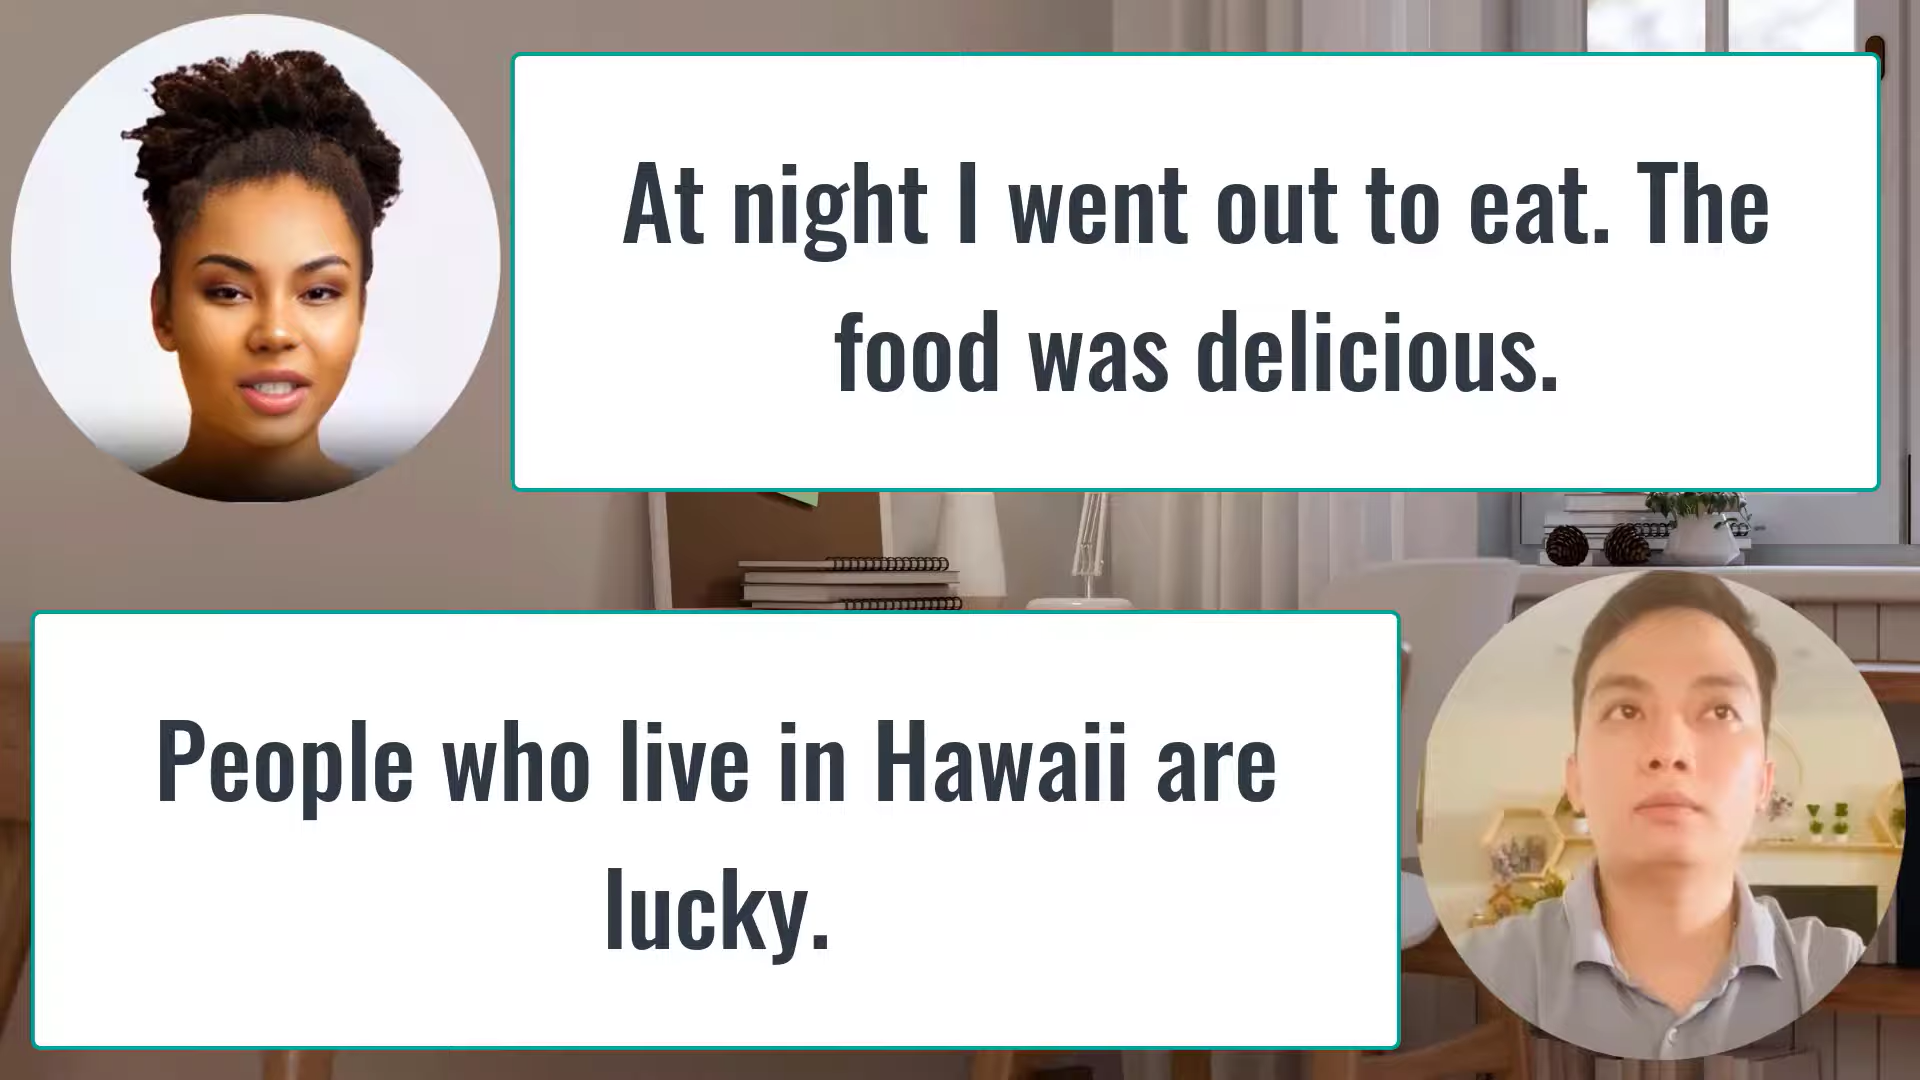 At night I went out to eat. The
food was delicious.
People who live in Hawaii are
lucky.